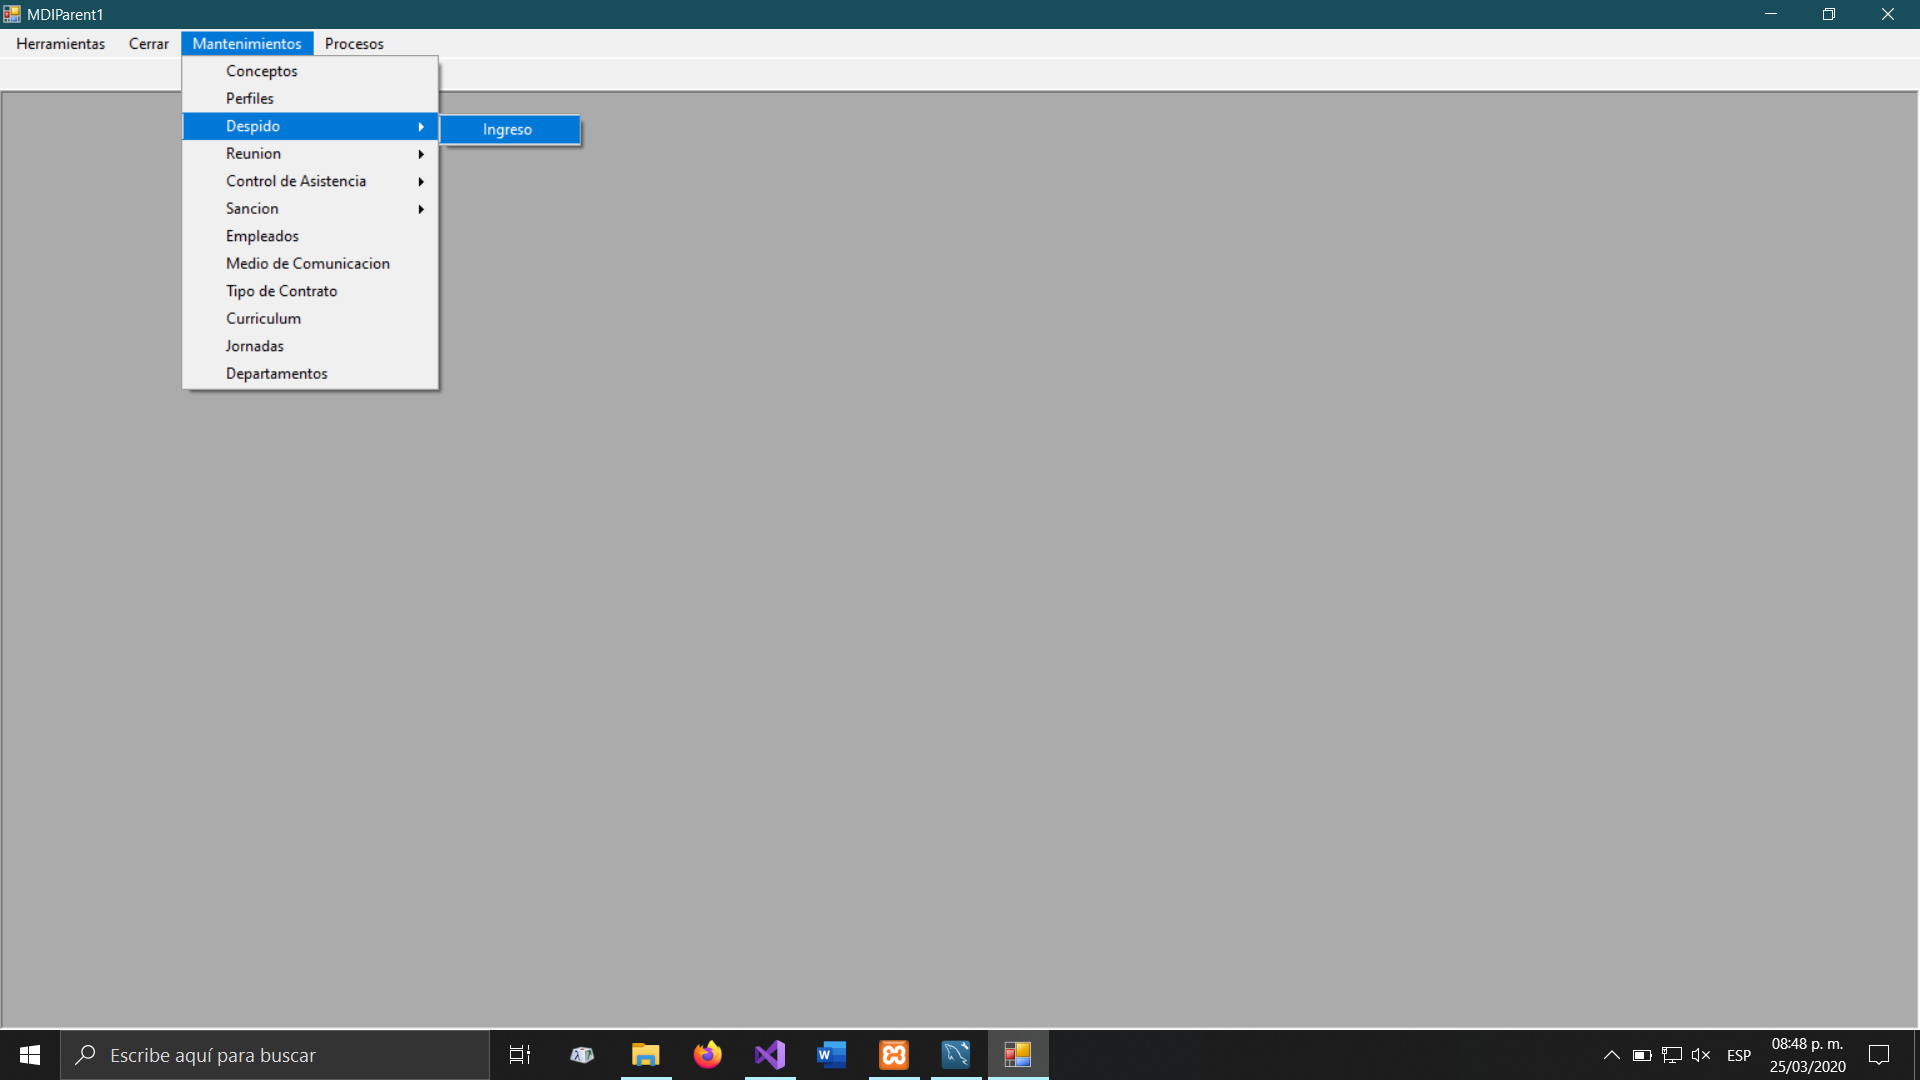 MDIParent1
Herramientas Cerrar Mantenimientos Procesos
Conceptos
Perfiles
Despido
Ingreso
Reunion
Control de Asistencia
Sancion
Empleados
Medio de Comunicacion
Tipo de Contrato
Curriculum
Jornadas
Departamentos
Escribe aquí para buscar
ESP
08:48 p. m.
25/03/2020